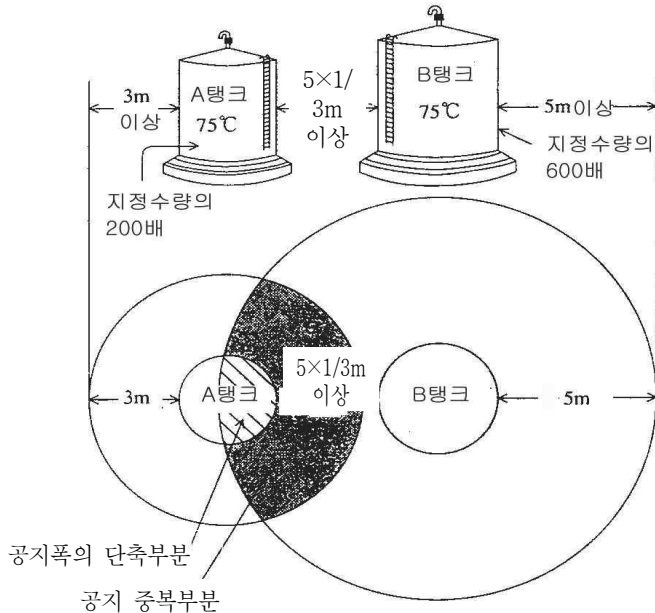 3m
이상
A탱크
75℃
5×1/
3m
이상
B탱크
75℃
5m이상
지정수량의
200배
지정수량의
600배
3m
A탱크
5×1/3m
이상
B탱크
5m
공지폭의 단축부분
공지 중복부분